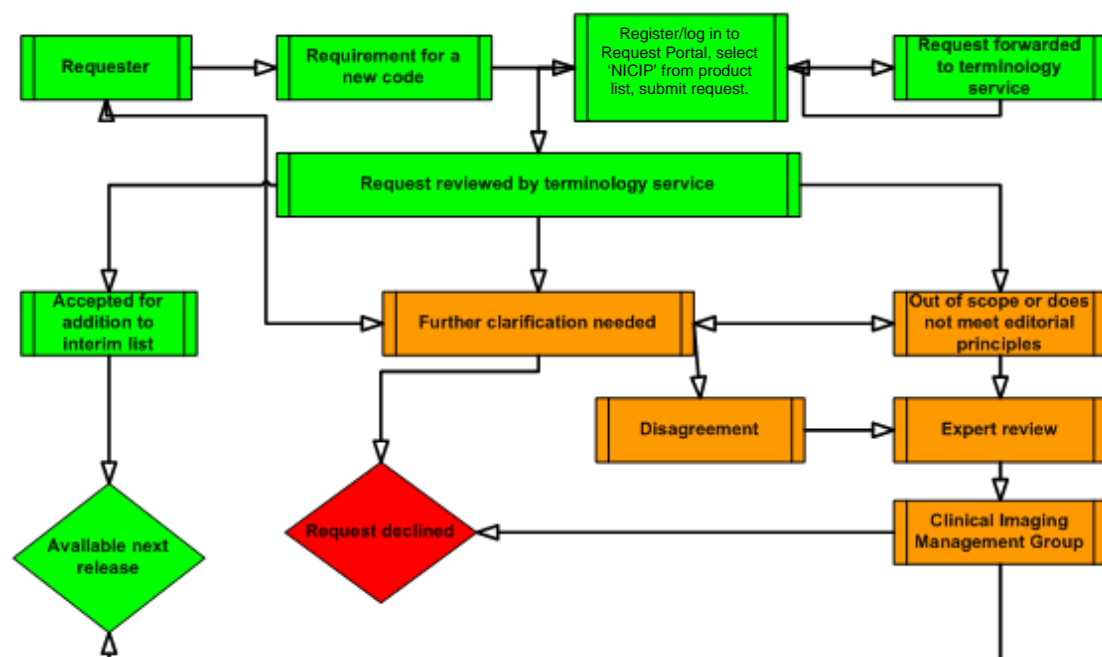 Requester
Requirement for a
new code
Register/log in to
Request Portal, select
‘NICIP’ from product
list, submit request.
Request forwarded
to terminology
service
Request reviewed by terminology service
Accepted for
addition to
interim list
Further clarification needed
Out of scope or does
not meet editorial
principles
Disagreement
Expert review
Available next
release
Request declined
Clinical Imaging
Management Group